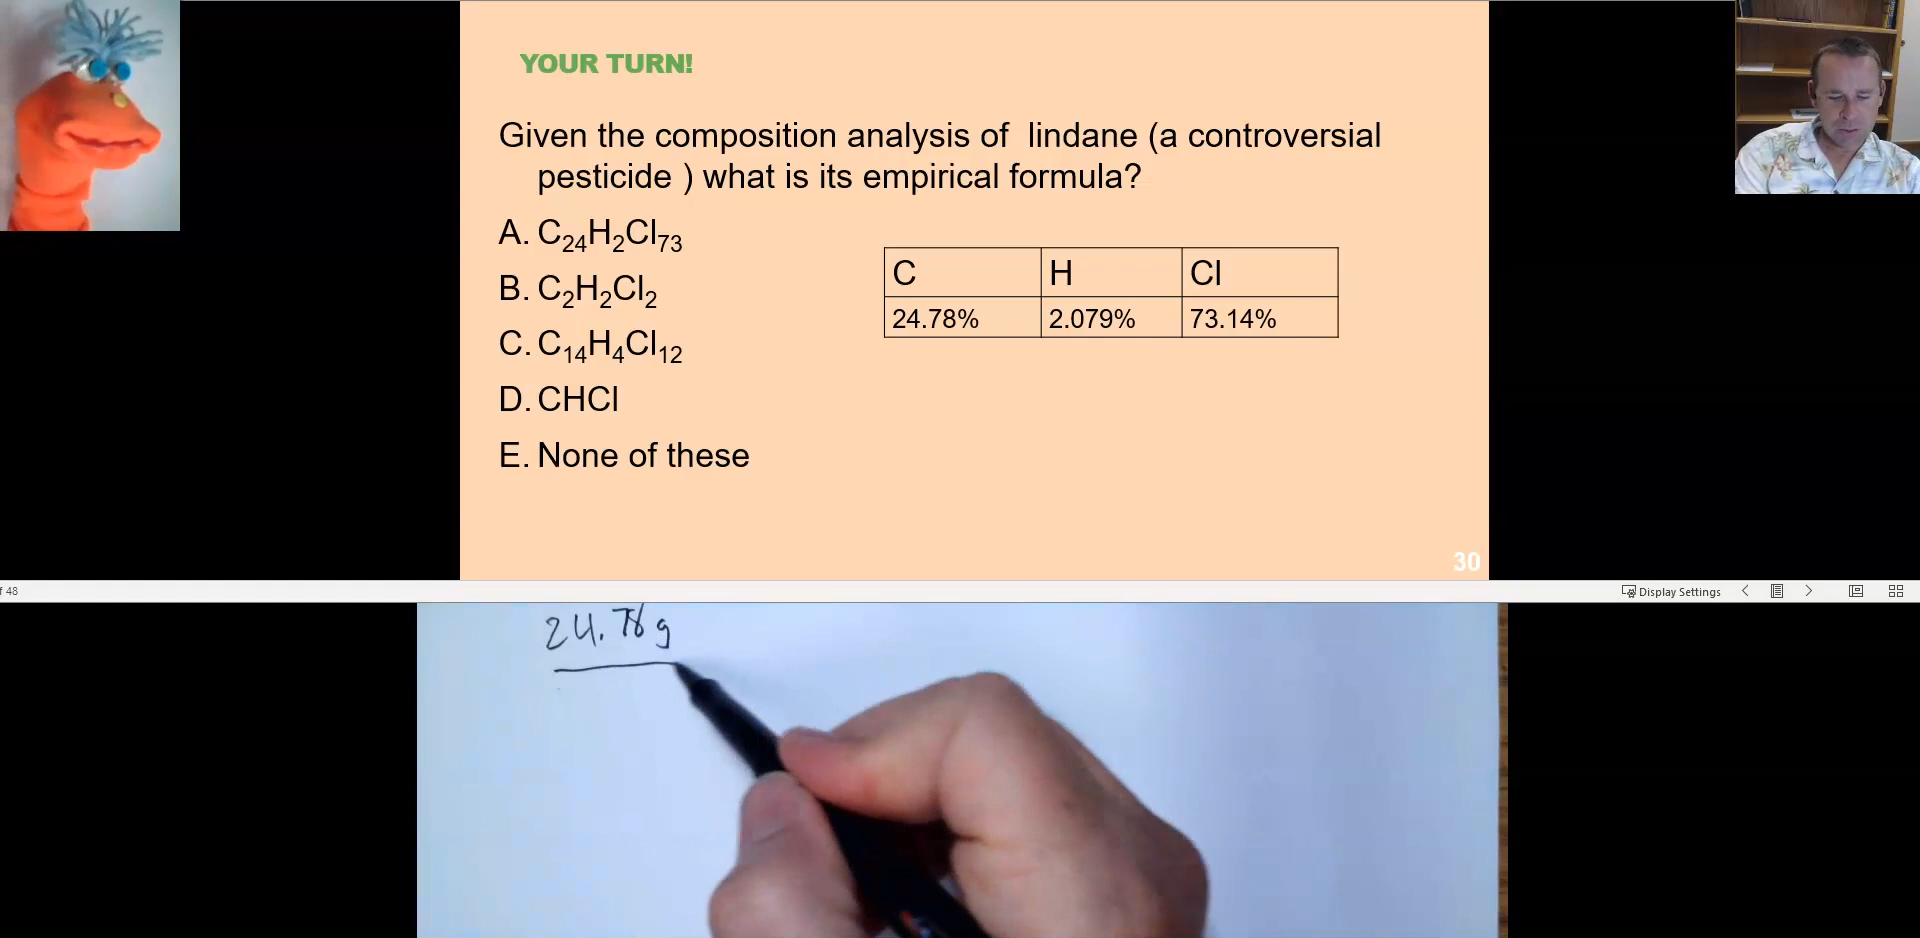 YOUR TURN!
Given the composition analysis of lindane (a controversial
pesticide ) what is its empirical formula?
A. C₂₄H₂Cl₇₃
B. C₂H₂Cl₂
C. C₁₄H₄Cl₁₂
D. CHCl
E. None of these
C H Cl
24.78% 2.079% 73.14%
30
f 48
Display Settings
24.78g